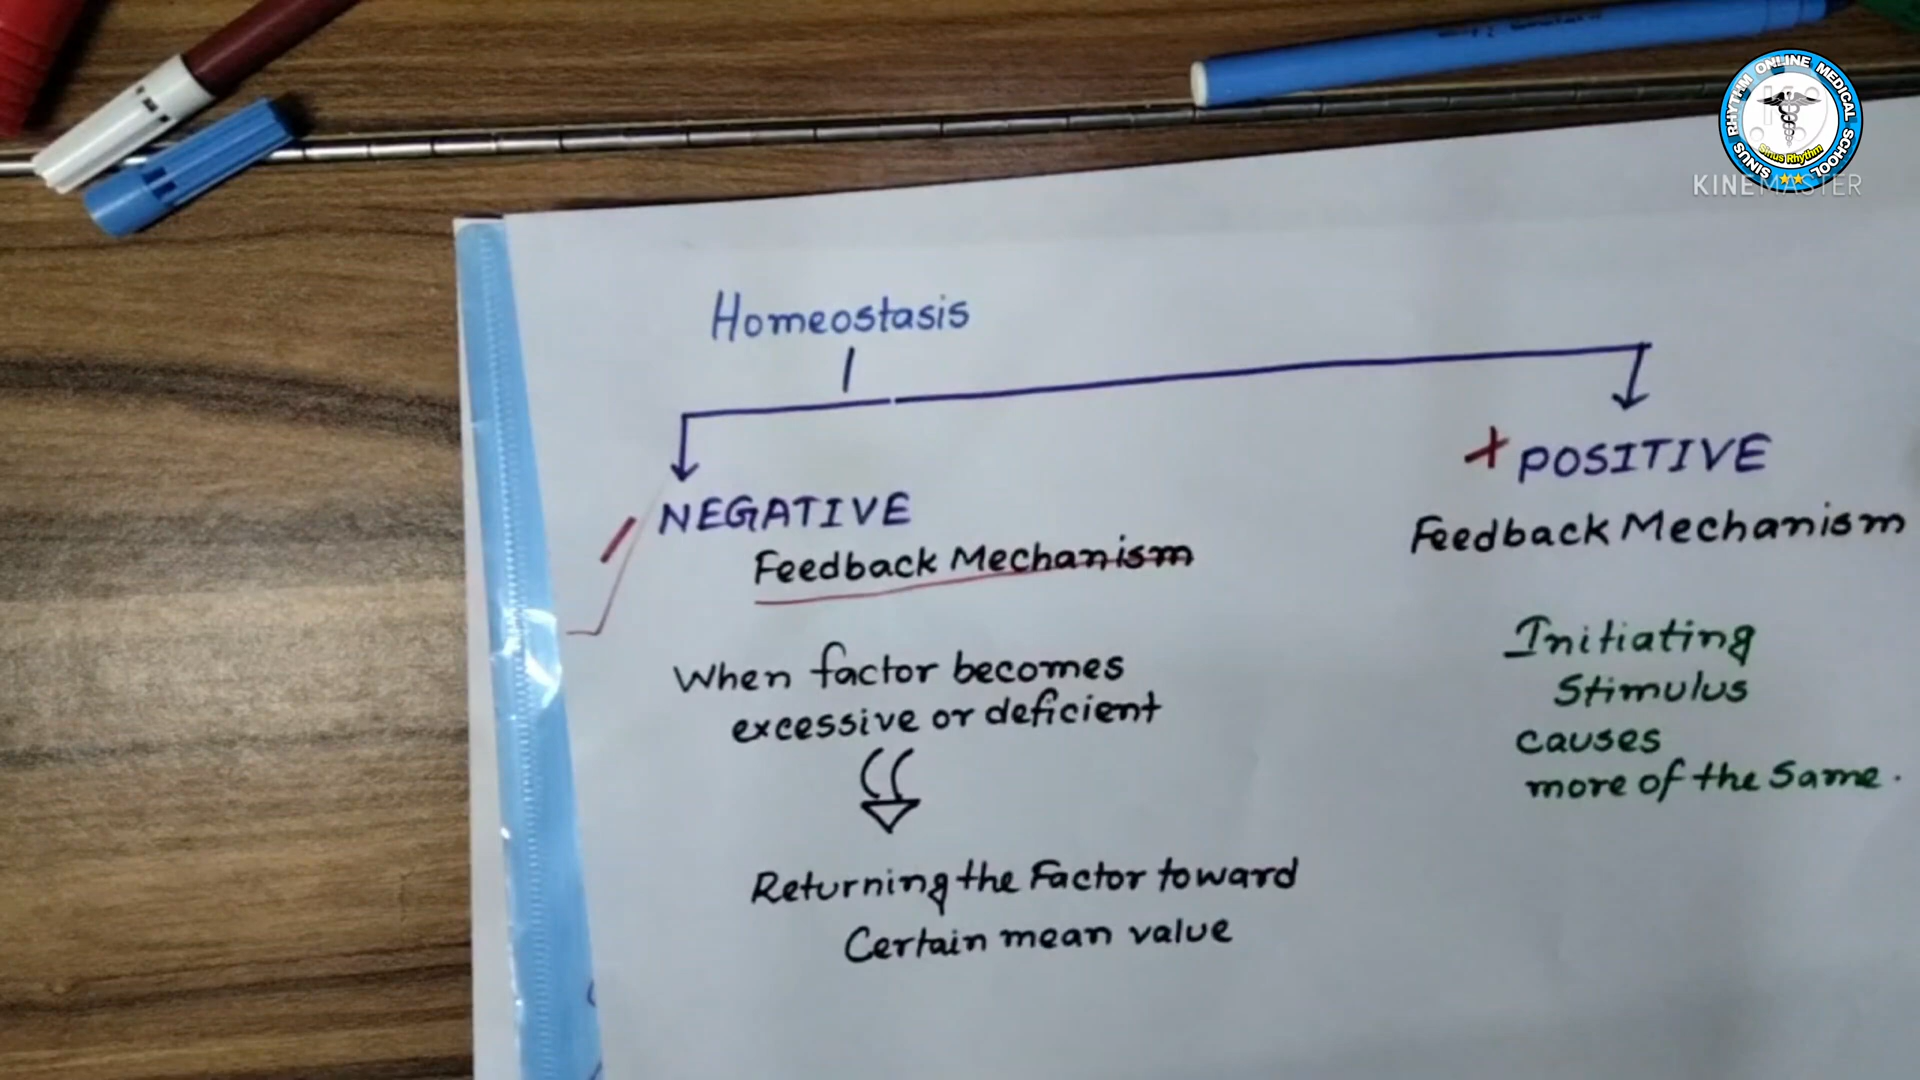 SINUS RHYTHM ONLINE MEDICAL SCHOOL
Sinus Rhythm
KINEMASTER
Homeostasis
NEGATIVE
Feedback Mechanism
When factor becomes
excessive or deficient
Returning the Factor toward
Certain mean value
+ POSITIVE
Feedback Mechanism
Initiating
Stimulus
causes
more of the Same.